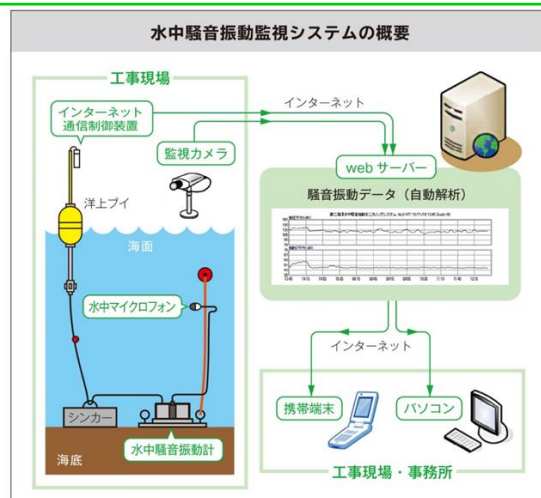 水中騒音振動監視システムの概要
工事現場
インターネット
通信制御装置
監視カメラ
インターネット
webサーバー
騒音振動データ(自動解析)
洋上ブイ
海面
水中マイクロフォン
インターネット
携帯端末
パソコン
シンカー
水中騒音振動計
海底
工事現場・事務所